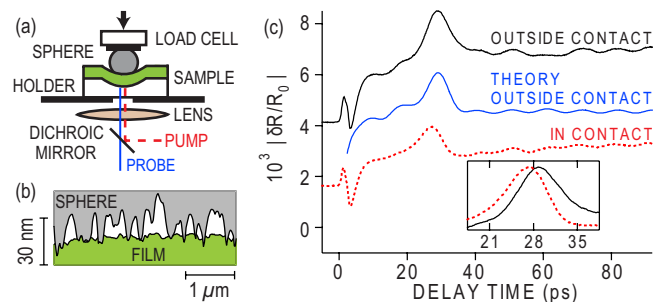 (a)
LOAD CELL
SPHERE
HOLDER
SAMPLE
LENS
DICHROIC
MIRROR
PUMP
PROBE
(b)
SPHERE
30 nm
FILM
1 µm
(c)
8
6
4
2
0
10³ | δR/R₀ |
OUTSIDE CONTACT
THEORY
OUTSIDE CONTACT
IN CONTACT
21 28 35
0 20 40 60 80
DELAY TIME (ps)